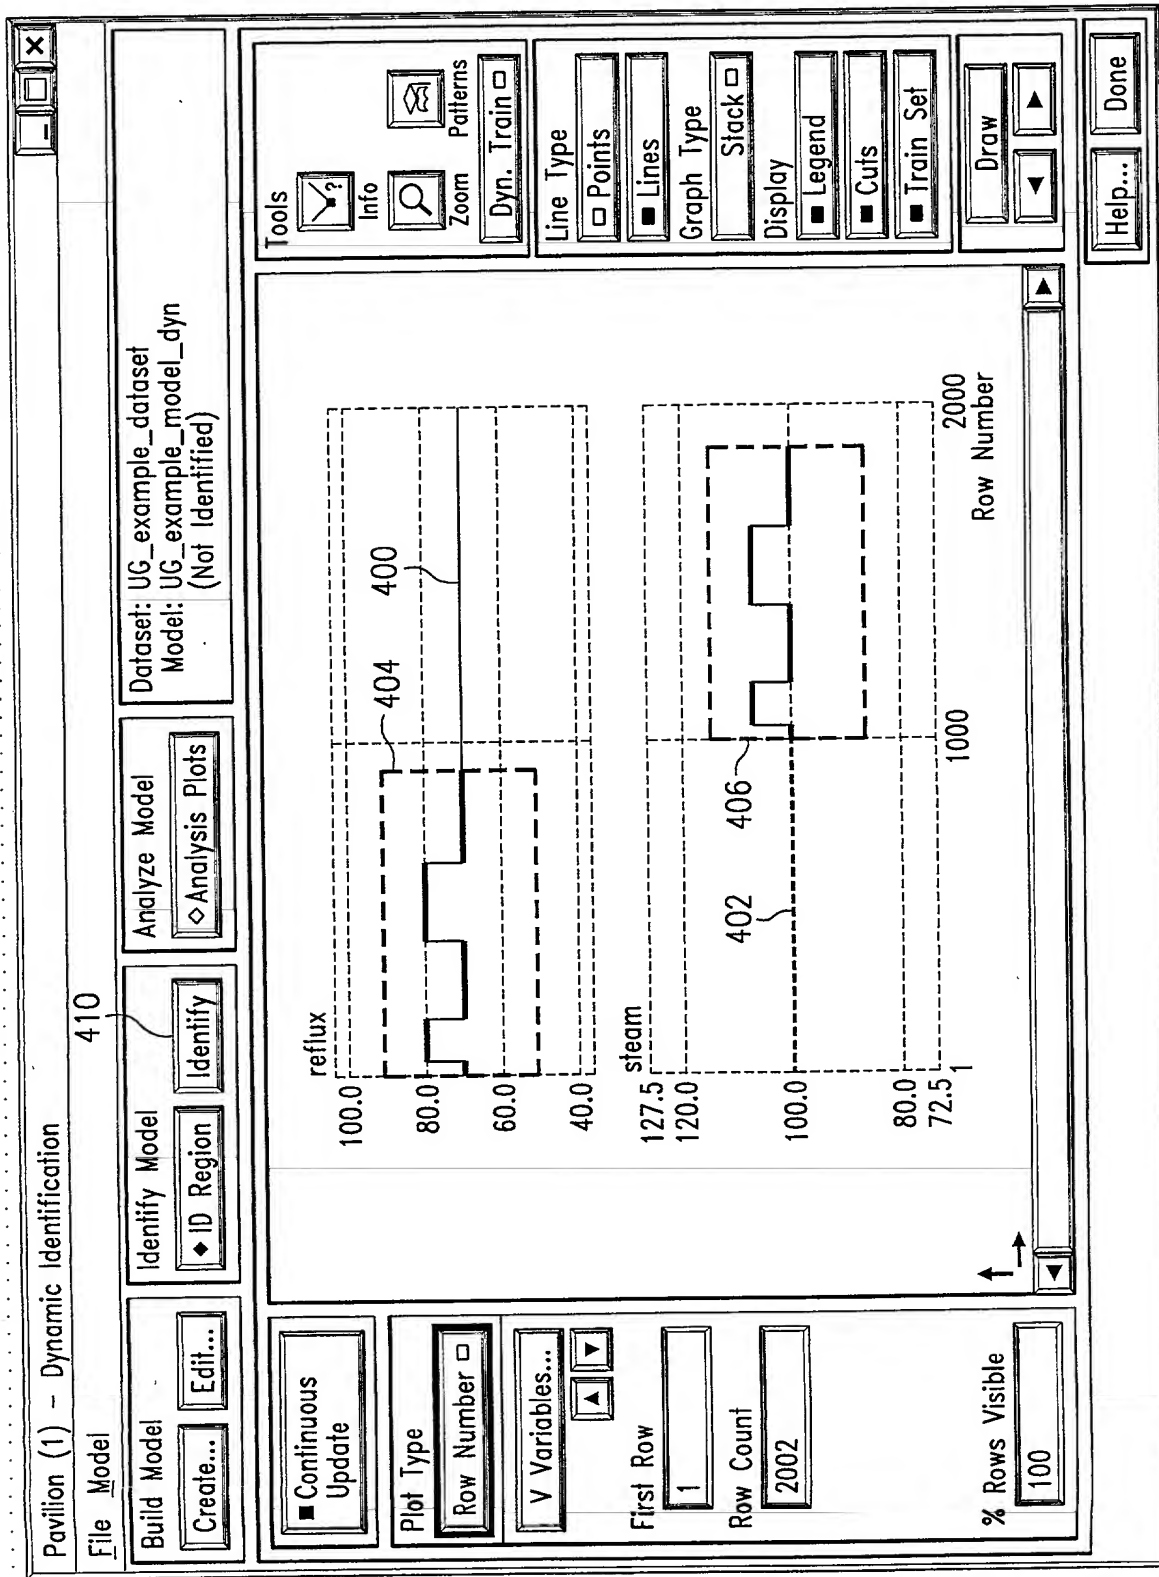 Pavilion (1) – Dynamic Identification
File Model
Build Model
Create...
Edit...
Identify Model
ID Region
Identify
410
Analyze Model
Analysis Plots
Dataset: UG_example_dataset
Model: UG_example_model_dyn
(Not Identified)
Continuous
Update
Plot Type
Row Number
V Variables...
First Row
1
Row Count
2002
% Rows Visible
100
reflux
100.0
80.0
60.0
40.0
404
400
steam
127.5
120.0
100.0
80.0
72.5
402
406
1
1000
2000
Row Number
Tools
Info
Zoom
Patterns
Dyn. Train
Line Type
Points
Lines
Graph Type
Stack
Display
Legend
Cuts
Train Set
Draw
Help...
Done